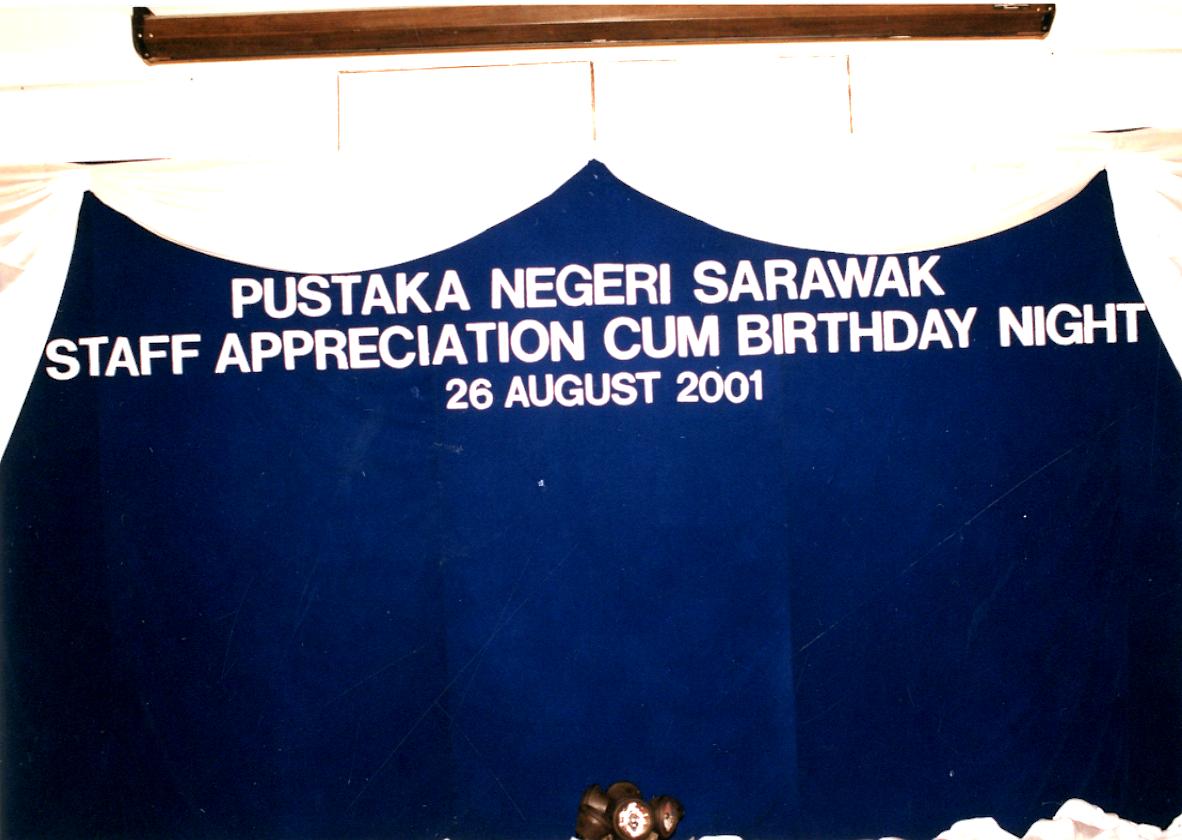 PUSTAKA NEGERI SARAWAK
STAFF APPRECIATION CUM BIRTHDAY NIGHT
26 AUGUST 2001